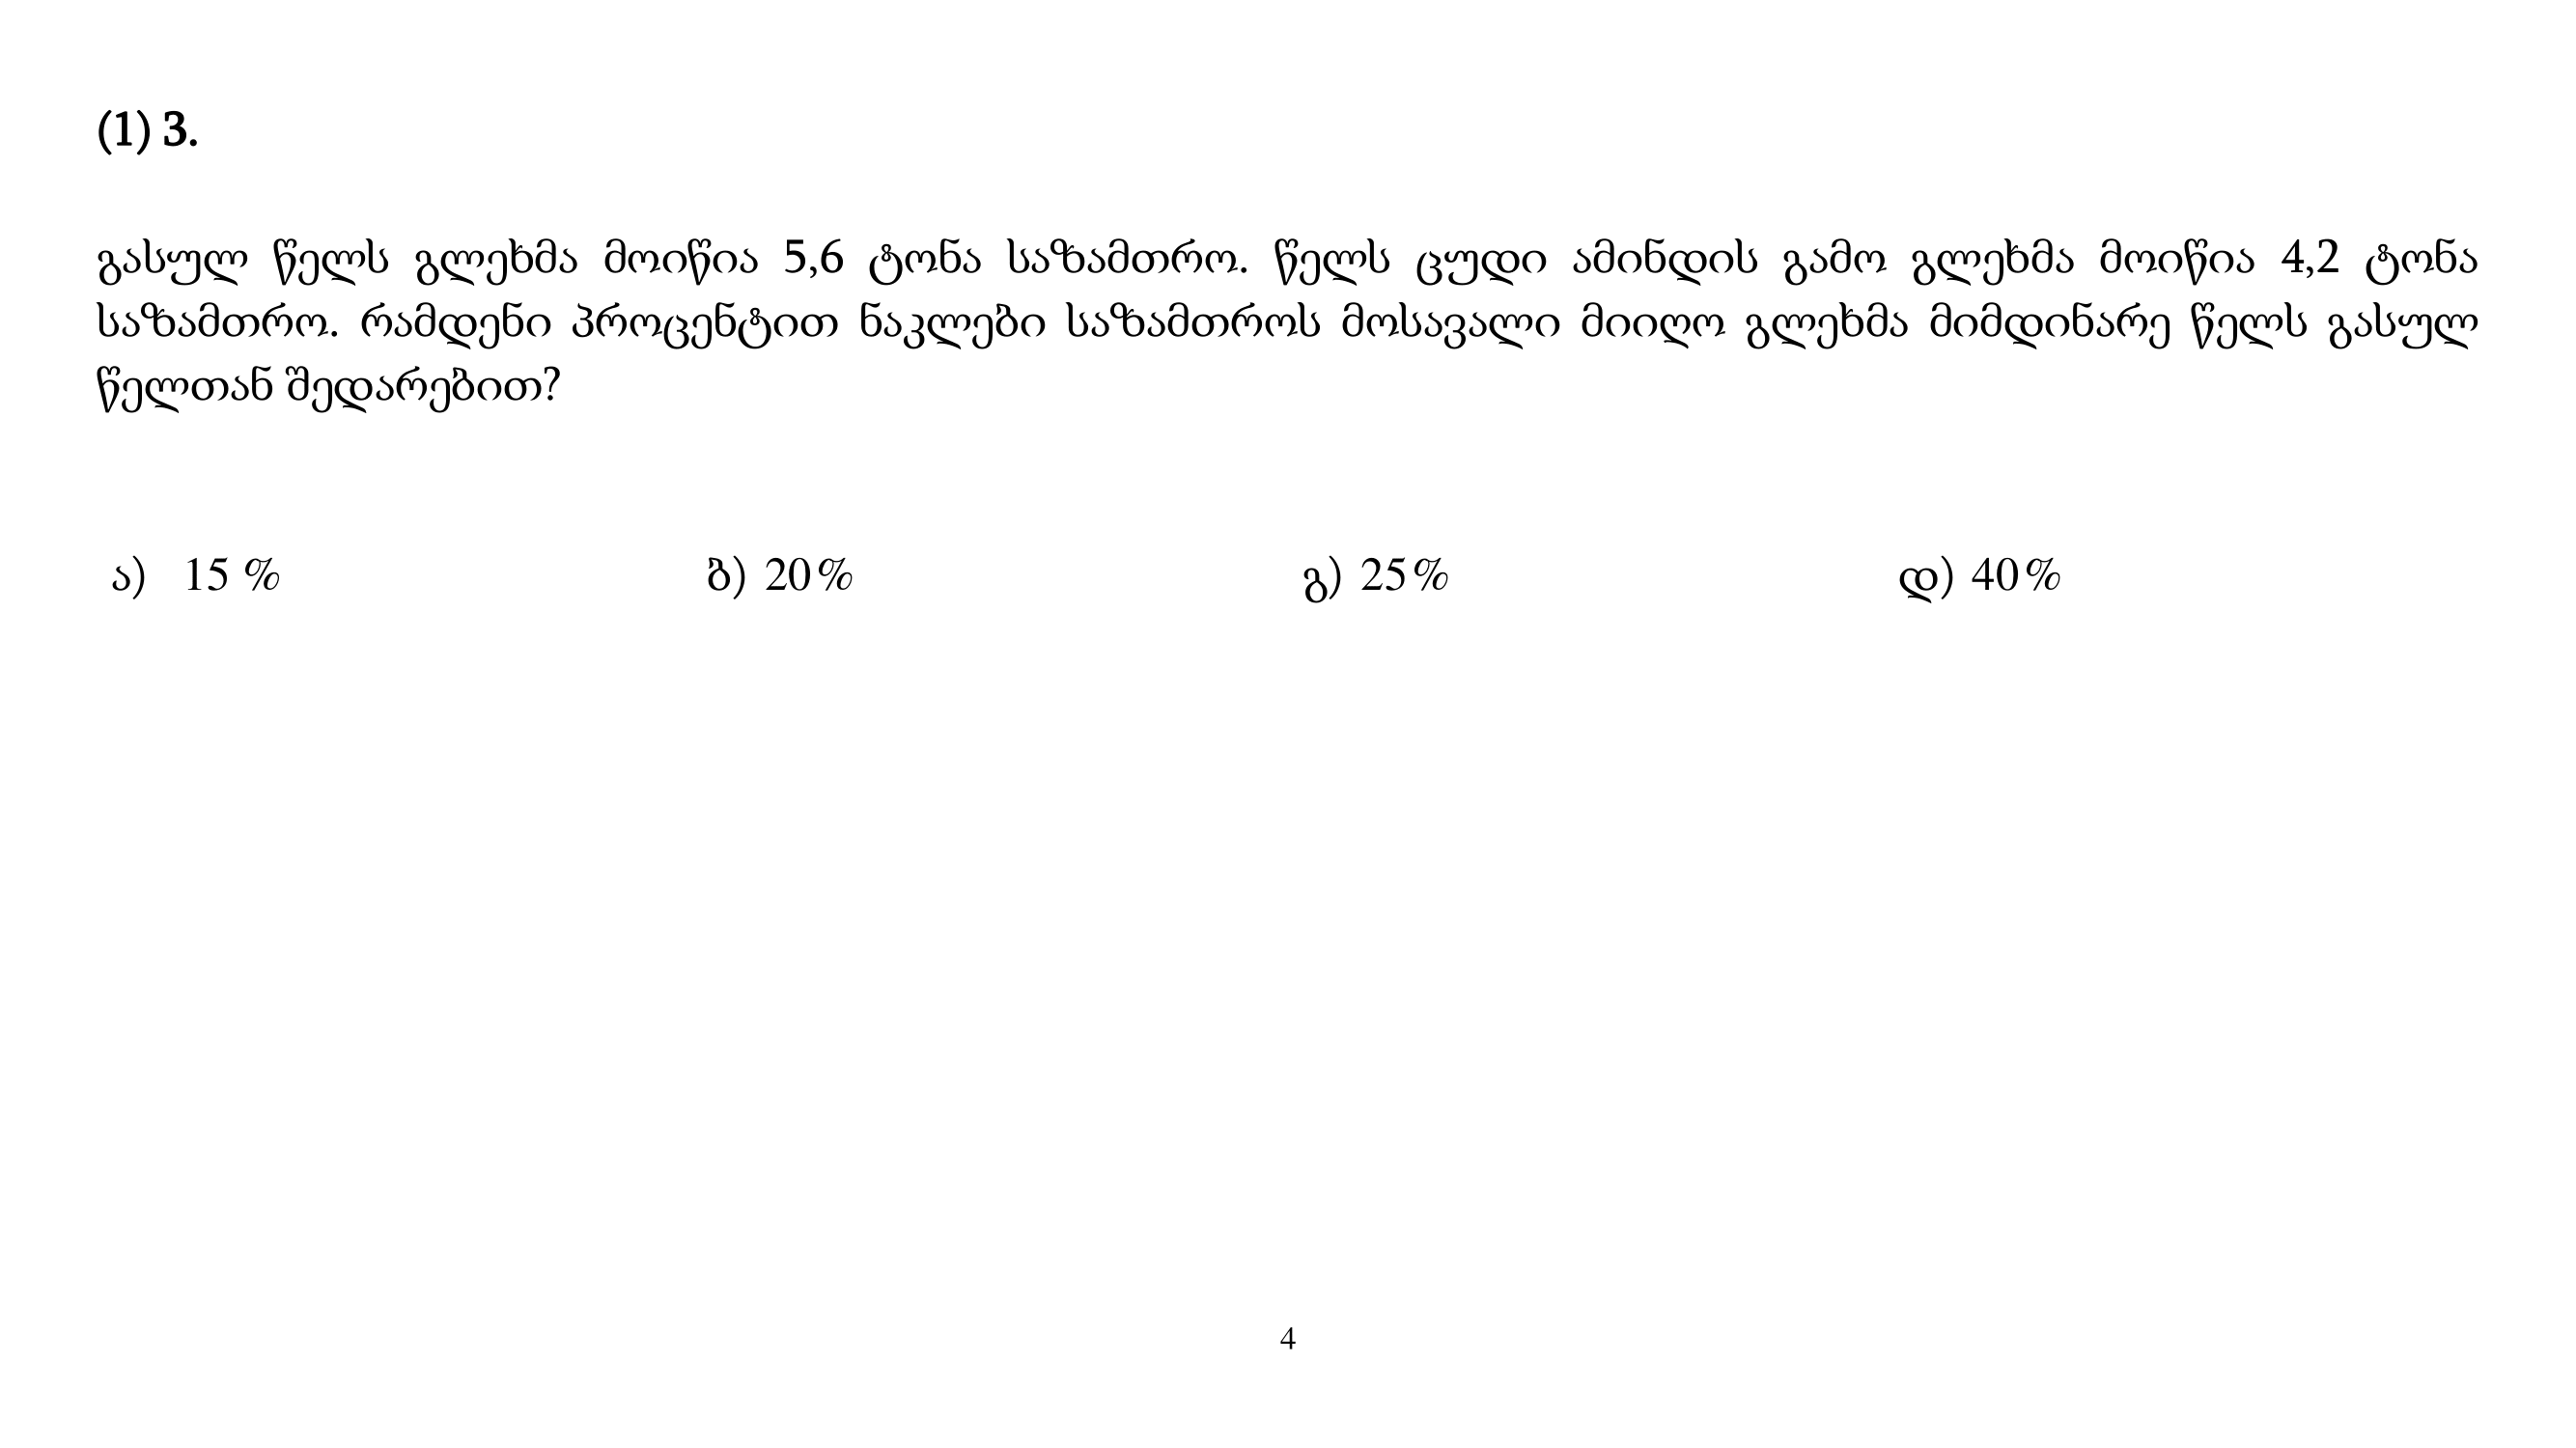 (1) 3.
გასულ წელს გლეხმა მოიწია 5,6 ტონა საზამთრო. წელს ცუდი ამინდის გამო გლეხმა მოიწია 4,2 ტონა
საზამთრო. რამდენი პროცენტით ნაკლები საზამთროს მოსავალი მიიღო გლეხმა მიმდინარე წელს გასულ
წელთან შედარებით?
ა) 15 % ბ) 20% გ) 25% დ) 40%
4